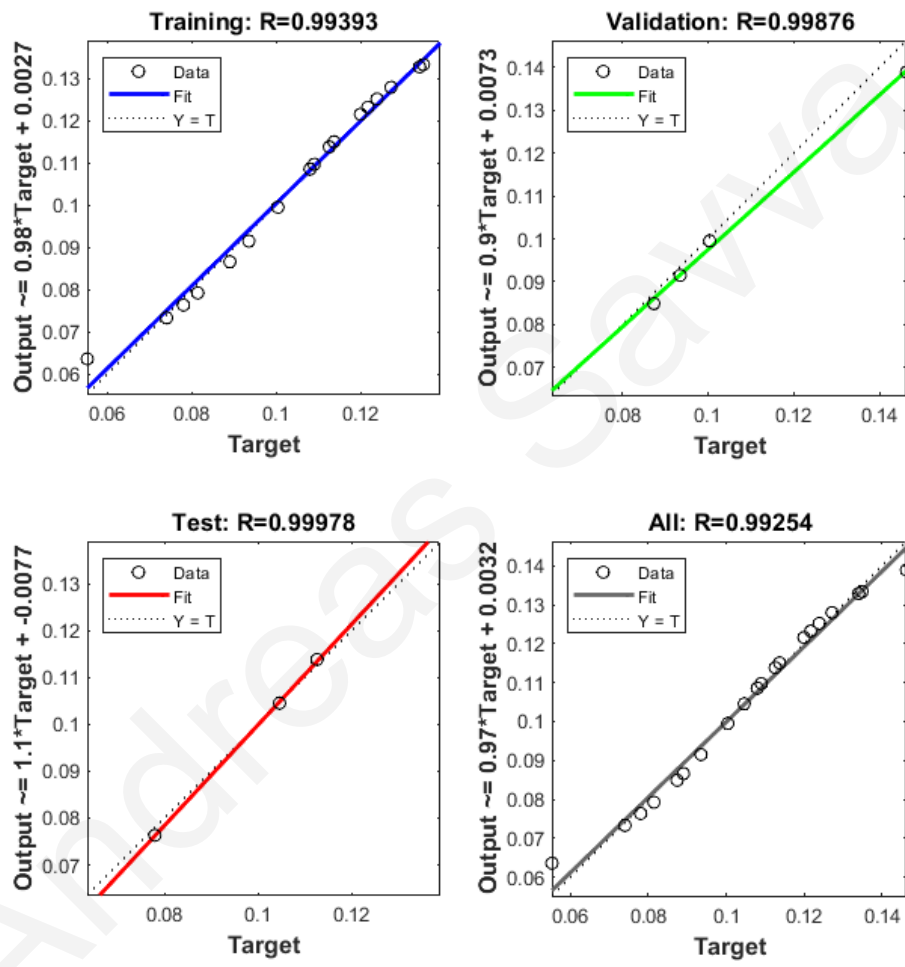 Training: R=0.99393
Output ~= 0.98*Target + 0.0027
0.13
0.12
0.11
0.1
0.09
0.08
0.07
0.06
Data
Fit
Y = T
0.06
0.08
0.1
0.12
Target
Validation: R=0.99876
Output ~= 0.9*Target + 0.0073
0.14
0.13
0.12
0.11
0.1
0.09
0.08
0.07
Data
Fit
Y = T
0.08
0.1
0.12
0.14
Target
Test: R=0.99978
Output ~= 1.1*Target + -0.0077
0.13
0.12
0.11
0.1
0.09
0.08
0.07
Data
Fit
Y = T
0.08
0.1
0.12
Target
All: R=0.99254
Output ~= 0.97*Target + 0.0032
0.14
0.13
0.12
0.11
0.1
0.09
0.08
0.07
0.06
Data
Fit
Y = T
0.06
0.08
0.1
0.12
0.14
Target
Andreas Savva